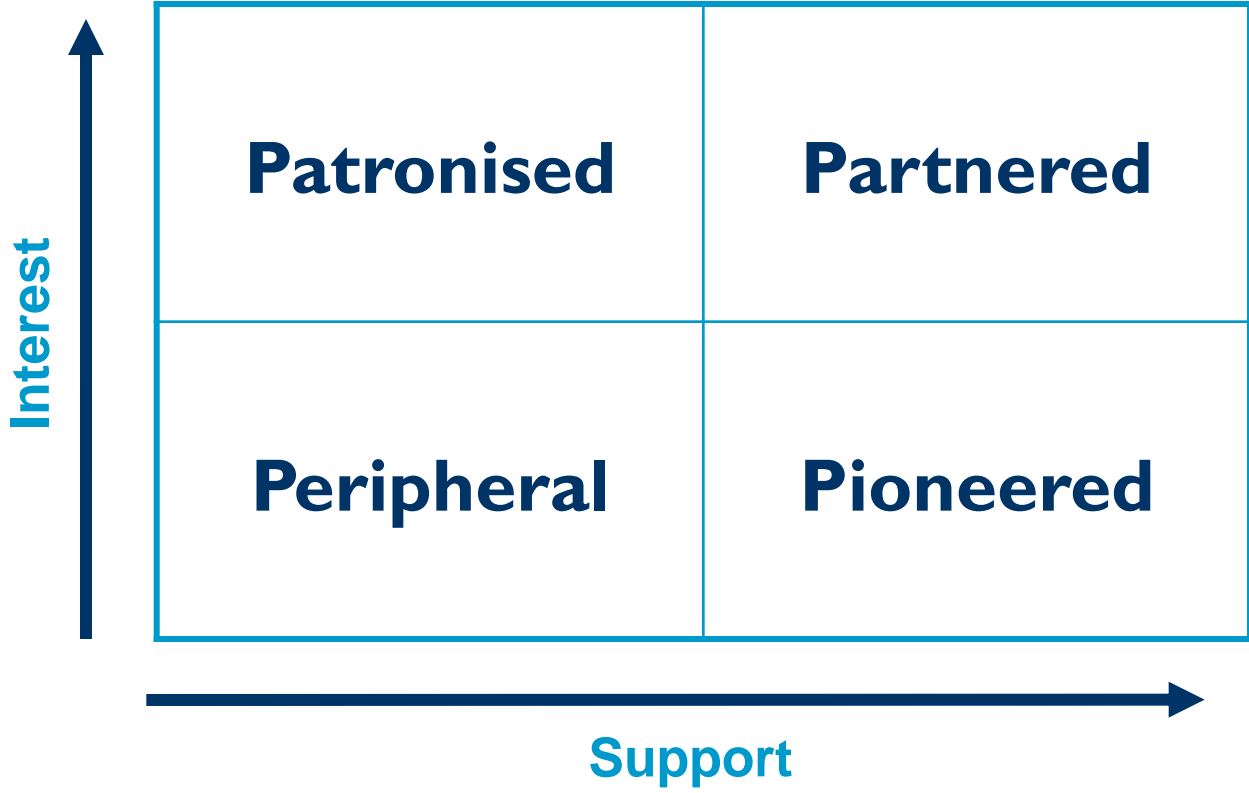 Patronised
Partnered
Interest
Peripheral
Pioneered
Support